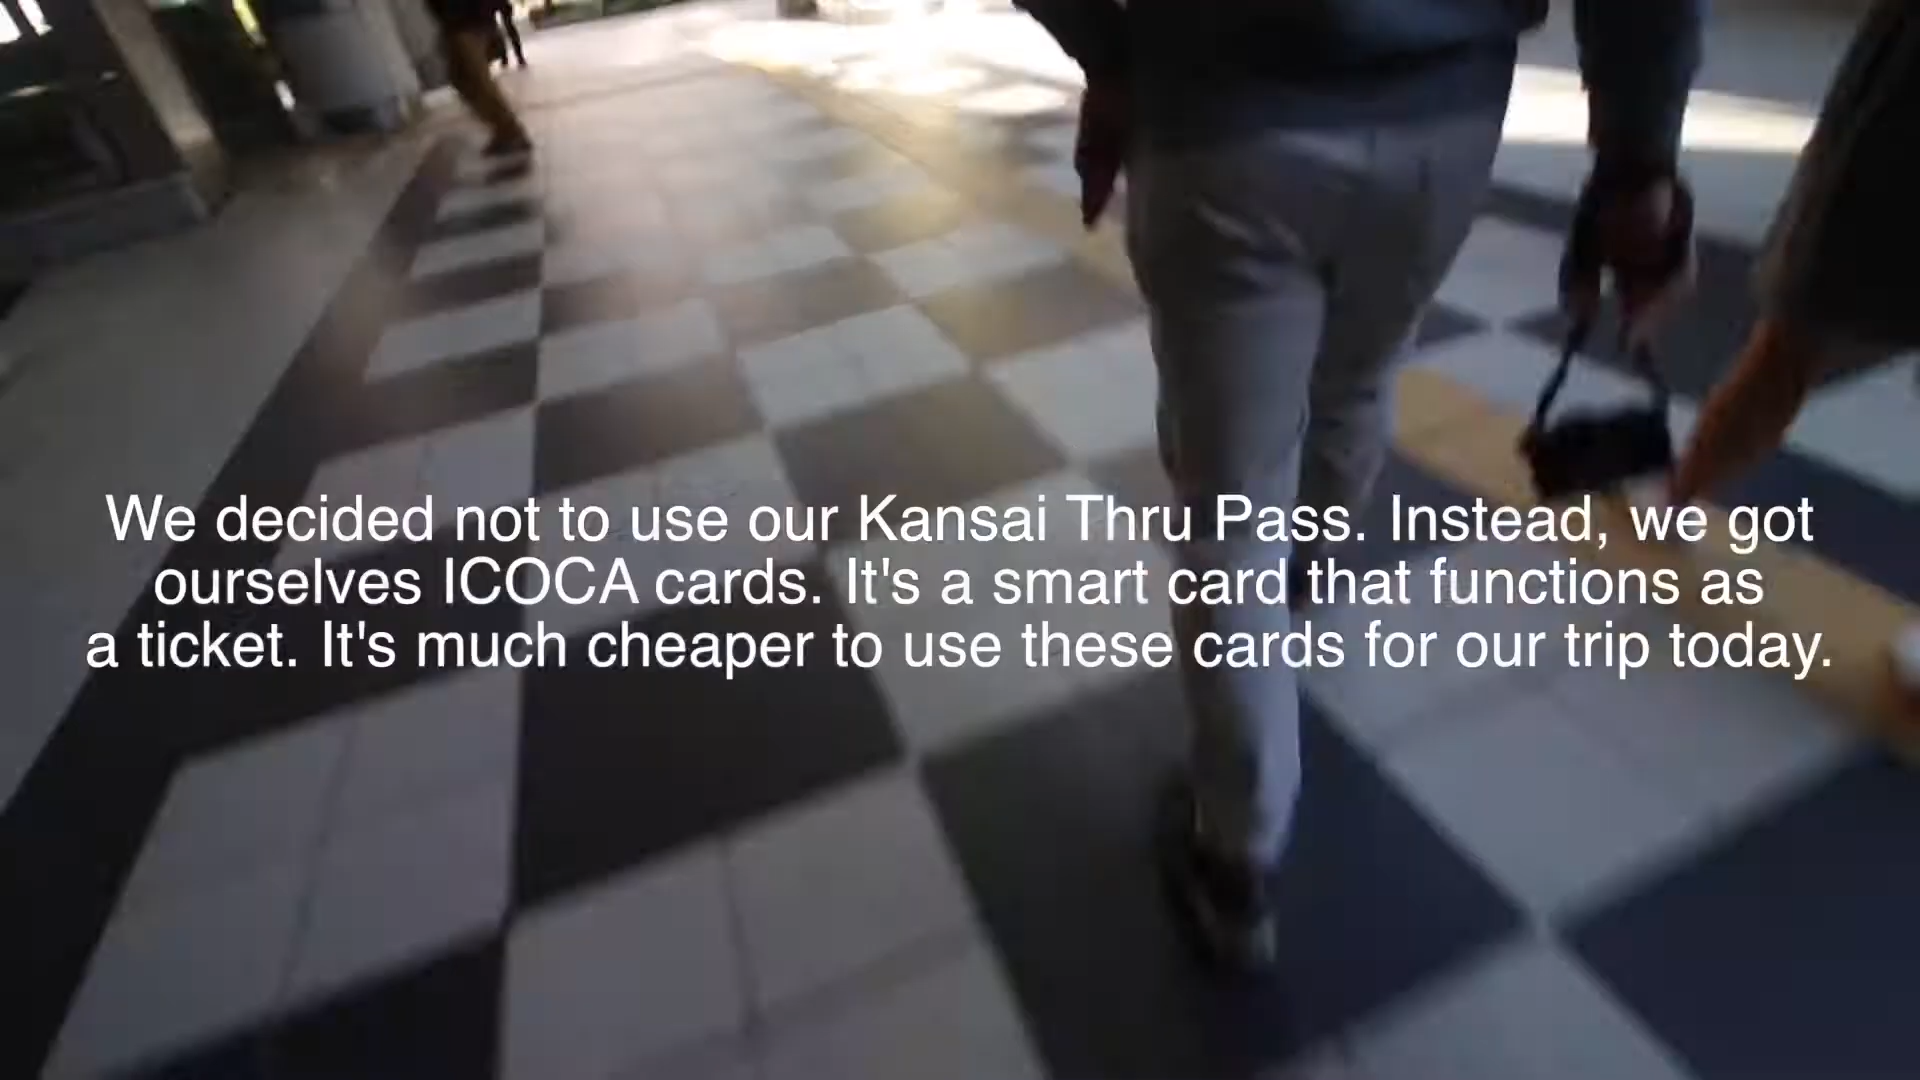 We decided not to use our Kansai Thru Pass. Instead, we got
ourselves ICOCA cards. It's a smart card that functions as
a ticket. It's much cheaper to use these cards for our trip today.